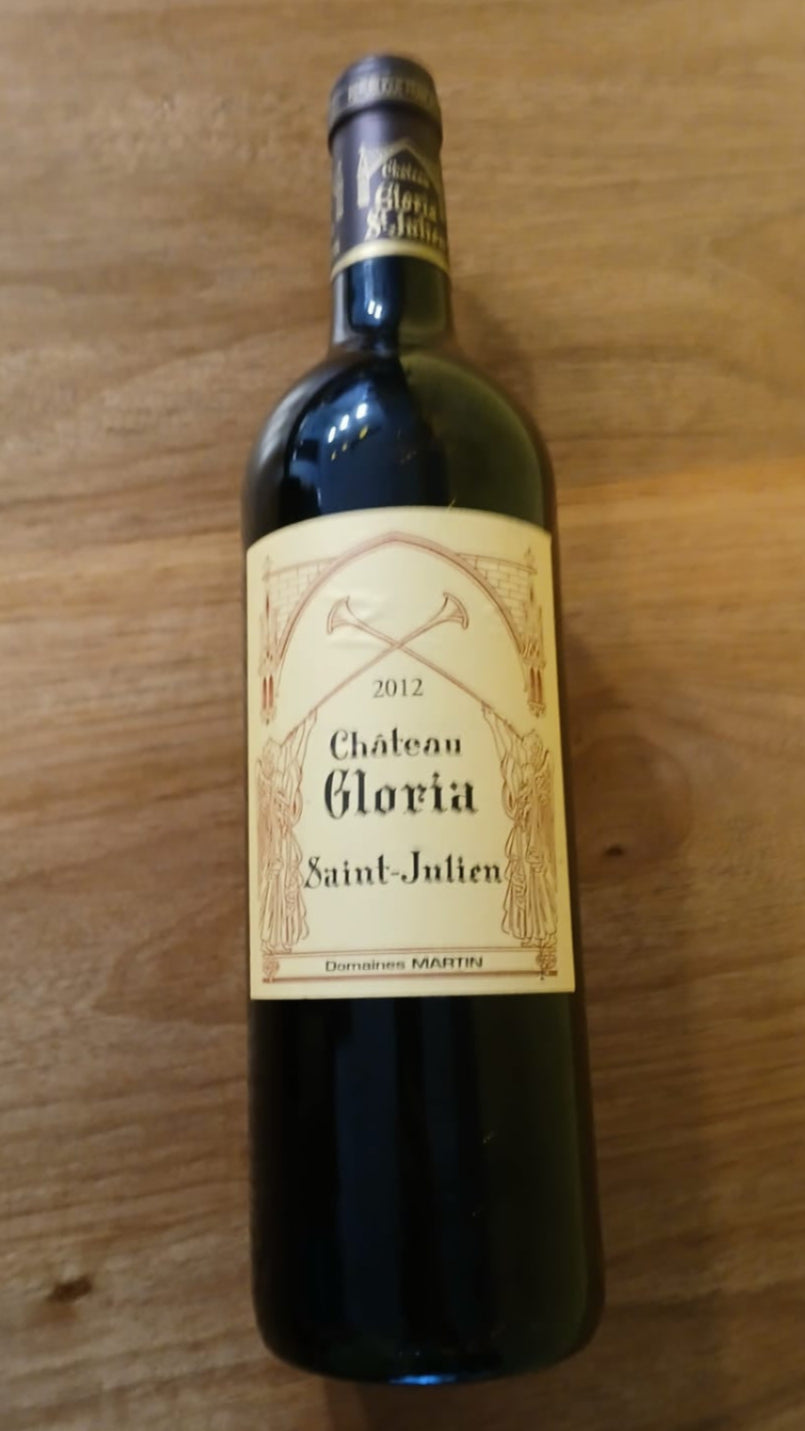 Château
Gloria
St Julien
2012
Château
Gloria
Saint-Julien
Domaines MARTIN